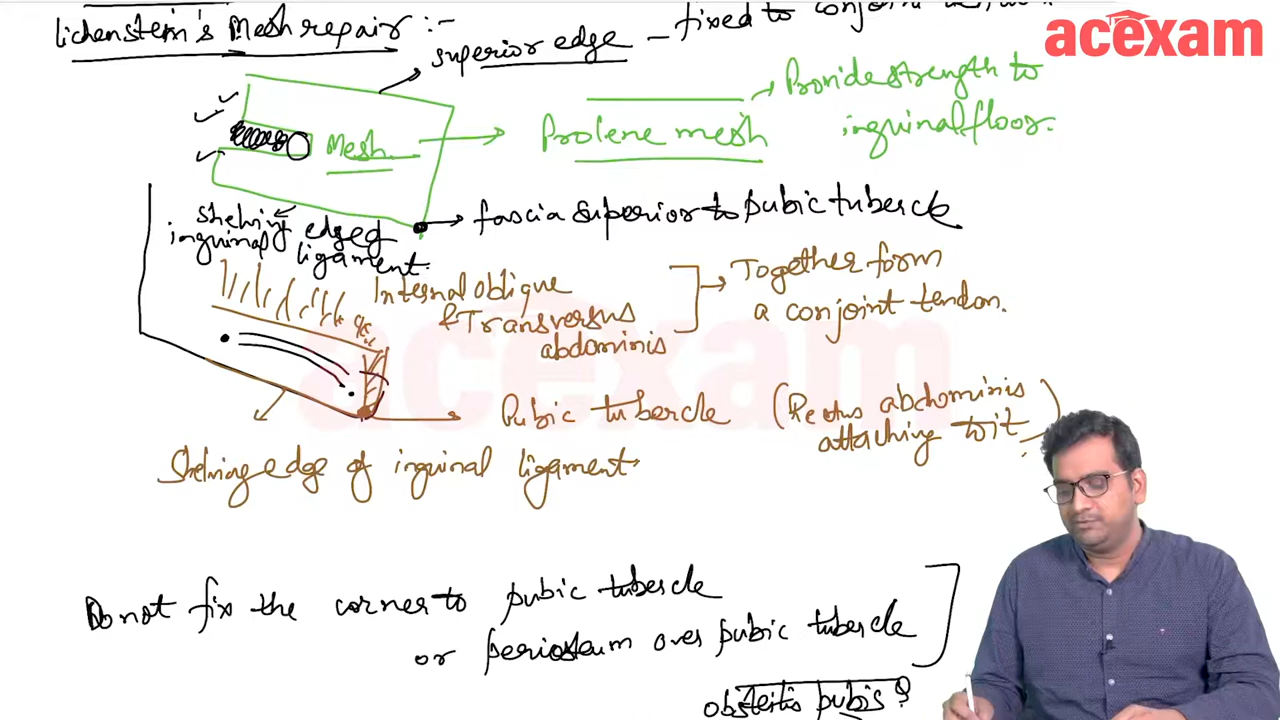 lichenstein's Mesh repair :-
superior edge - fixed to conjoint
acexam
Mesh
Prolene mesh
Provide strength to
inguinal floor.
fascia superior to pubic tubercle
shelving edge of
inguinal ligament.
Internal oblique
& Transversus
abdominis
Together form
a conjoint tendon.
Pubic tubercle (Rectus abdominis
attaching to it)
Shelving edge of inguinal ligament
acexam
Do not fix the corner to pubic tubercle
or periosteum over pubic tubercle
pubis?